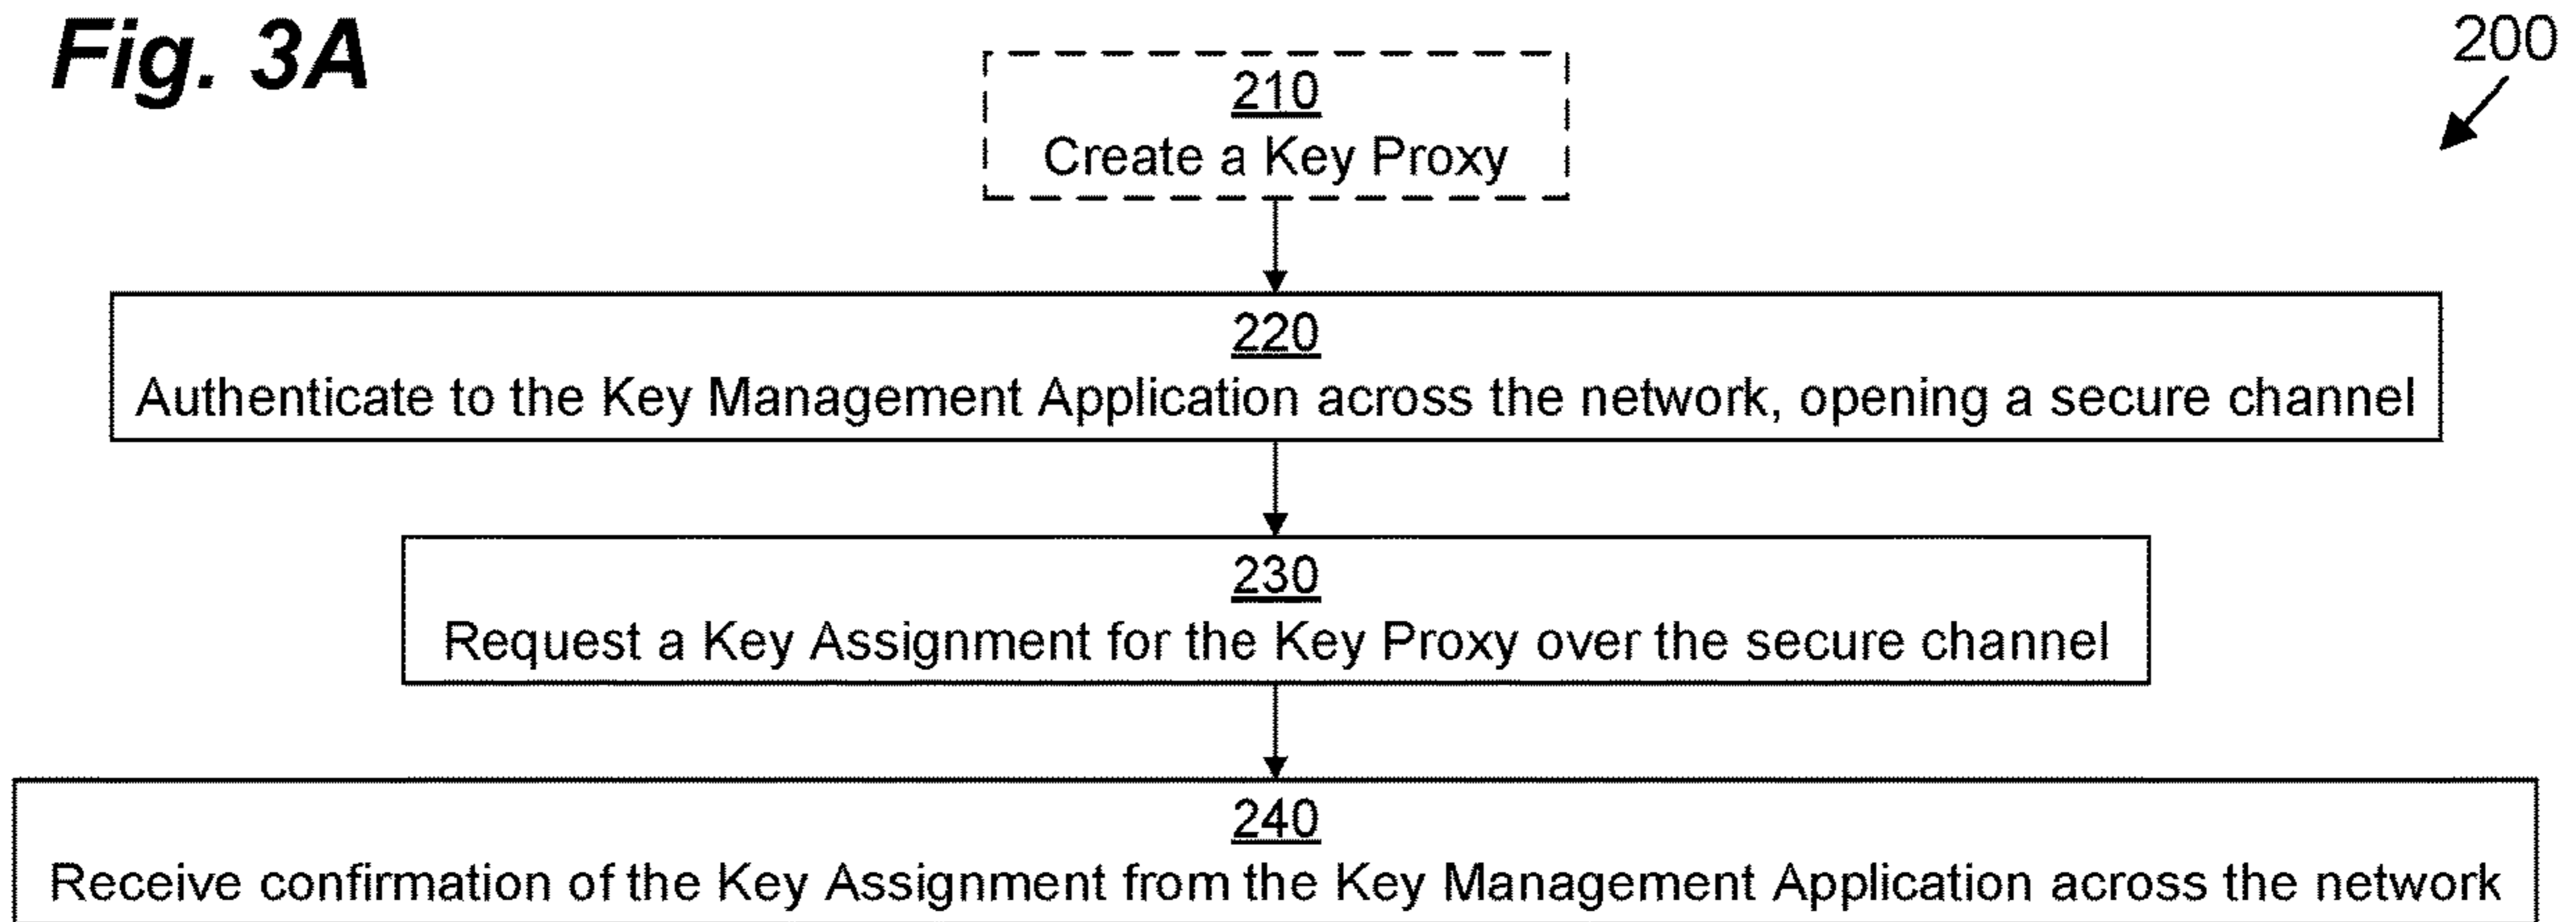 Fig. 3A
200
210
Create a Key Proxy
220
Authenticate to the Key Management Application across the network, opening a secure channel
230
Request a Key Assignment for the Key Proxy over the secure channel
240
Receive confirmation of the Key Assignment from the Key Management Application across the network